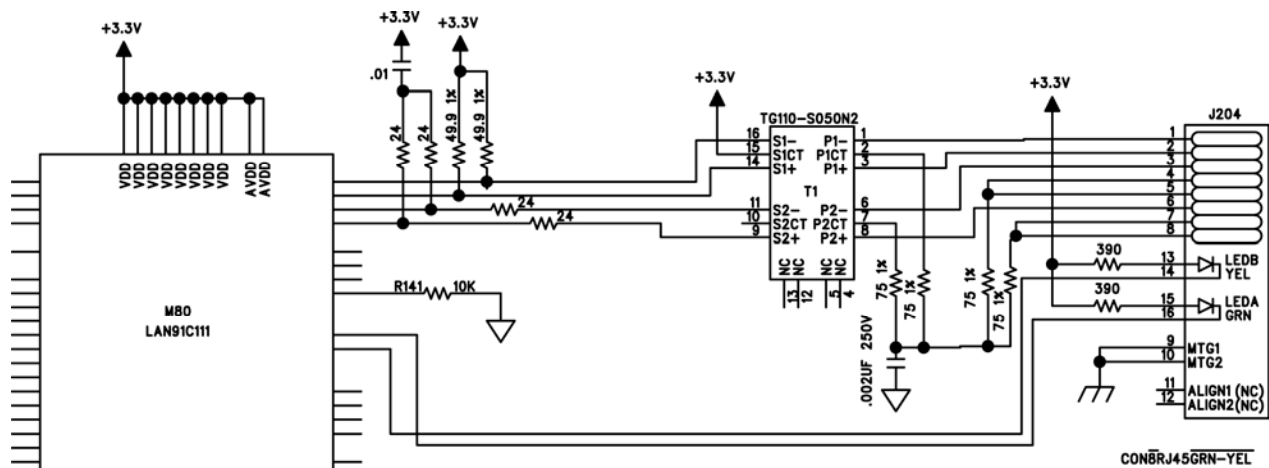 +3.3V
+3.3V
+3.3V
.01
24
24
49.9 1%
49.9 1%
VDD
VDD
VDD
VDD
VDD
VDD
VDD
VDD
AVDD
AVDD
24
24
R141
10K
M80
LAN91C111
+3.3V
TG110-S050N2
16
15
14
11
10
9
S1-
S1CT
S1+
S2-
S2CT
S2+
T1
P1-
P1CT
P1+
P2-
P2CT
P2+
1
2
3
6
7
8
NC
NC
NC
NC
13
12
5
4
75 1%
75 1%
75 1%
75 1%
.002UF 250V
+3.3V
390
390
J204
1
2
3
4
5
6
7
8
13
14
15
16
9
10
11
12
LEDB
YEL
LEDA
GRN
MTG1
MTG2
ALIGN1(NC)
ALIGN2(NC)
CON8RJ45GRN-YEL